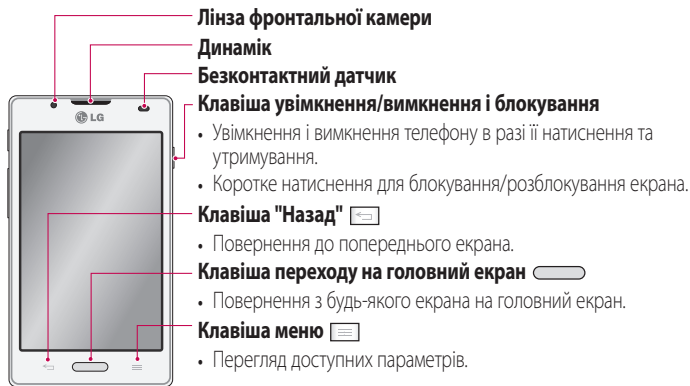 Лінза фронтальної камери
Динамік
Безконтактний датчик
Клавіша увімкнення/вимкнення і блокування
• Увімкнення і вимкнення телефону в разі її натиснення та
утримування.
• Коротке натиснення для блокування/розблокування екрана.
Клавіша "Назад"
• Повернення до попереднього екрана.
Клавіша переходу на головний екран
• Повернення з будь-якого екрана на головний екран.
Клавіша меню
• Перегляд доступних параметрів.
LG